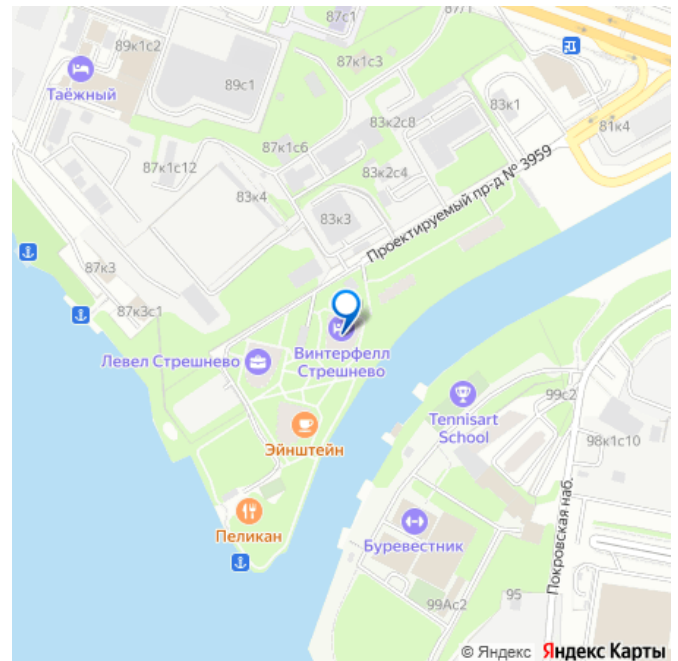 87с1
87/1
89к1с2
87к1с3
Таёжный
89с1
83к2с8
83к1
81к4
87к1с6
87к1с12
83к2с4
83к4
83к3
Проектируемый пр-д № 3959
87к3
87к3с1
Винтерфелл
Стрешнево
Левел Стрешнево
99с2
Tennisart
School
98к1с10
Эйнштейн
Покровская наб.
Пеликан
Буревестник
95
99Ас2
© Яндекс Яндекс Карты